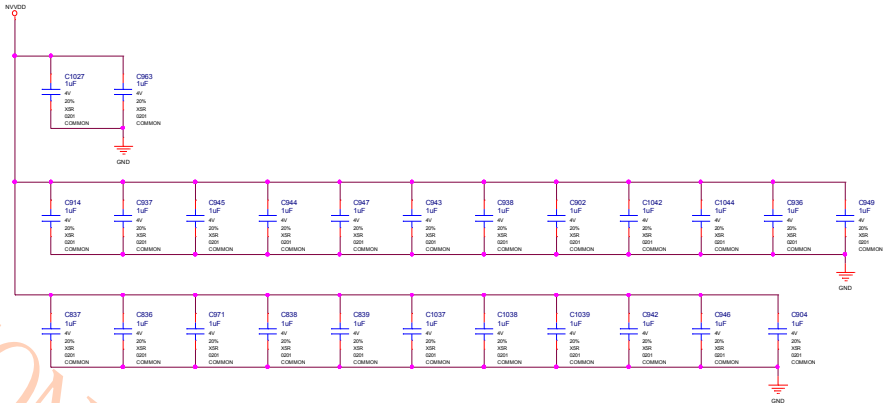 NVVDD
C1027
1uF
4V
20%
X5R
0201
COMMON
C963
1uF
4V
20%
X5R
0201
COMMON
GND
C914
1uF
4V
20%
X5R
0201
COMMON
C937
1uF
4V
20%
X5R
0201
COMMON
C945
1uF
4V
20%
X5R
0201
COMMON
C944
1uF
4V
20%
X5R
0201
COMMON
C947
1uF
4V
20%
X5R
0201
COMMON
C943
1uF
4V
20%
X5R
0201
COMMON
C938
1uF
4V
20%
X5R
0201
COMMON
C902
1uF
4V
20%
X5R
0201
COMMON
C1042
1uF
4V
20%
X5R
0201
COMMON
C1044
1uF
4V
20%
X5R
0201
COMMON
C936
1uF
4V
20%
X5R
0201
COMMON
C949
1uF
4V
20%
X5R
0201
COMMON
GND
C837
1uF
4V
20%
X5R
0201
COMMON
C836
1uF
4V
20%
X5R
0201
COMMON
C971
1uF
4V
20%
X5R
0201
COMMON
C838
1uF
4V
20%
X5R
0201
COMMON
C839
1uF
4V
20%
X5R
0201
COMMON
C1037
1uF
4V
20%
X5R
0201
COMMON
C1038
1uF
4V
20%
X5R
0201
COMMON
C1039
1uF
4V
20%
X5R
0201
COMMON
C942
1uF
4V
20%
X5R
0201
COMMON
C946
1uF
4V
20%
X5R
0201
COMMON
C904
1uF
4V
20%
X5R
0201
COMMON
GND